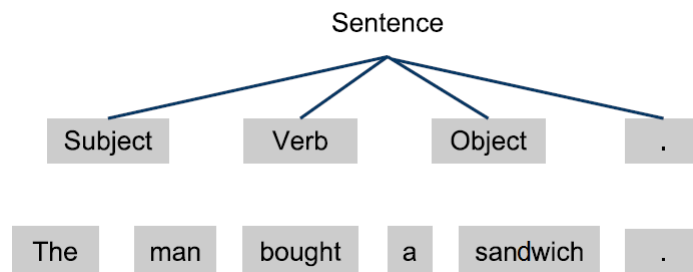 Sentence
Subject Verb Object .
The man bought a sandwich .